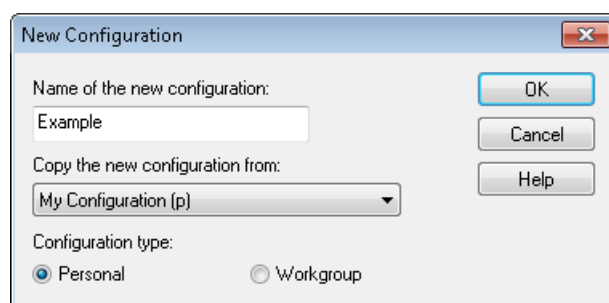 New Configuration
Name of the new configuration:
OK
Example
Cancel
Copy the new configuration from:
Help
My Configuration (p)
Configuration type:
Personal
Workgroup